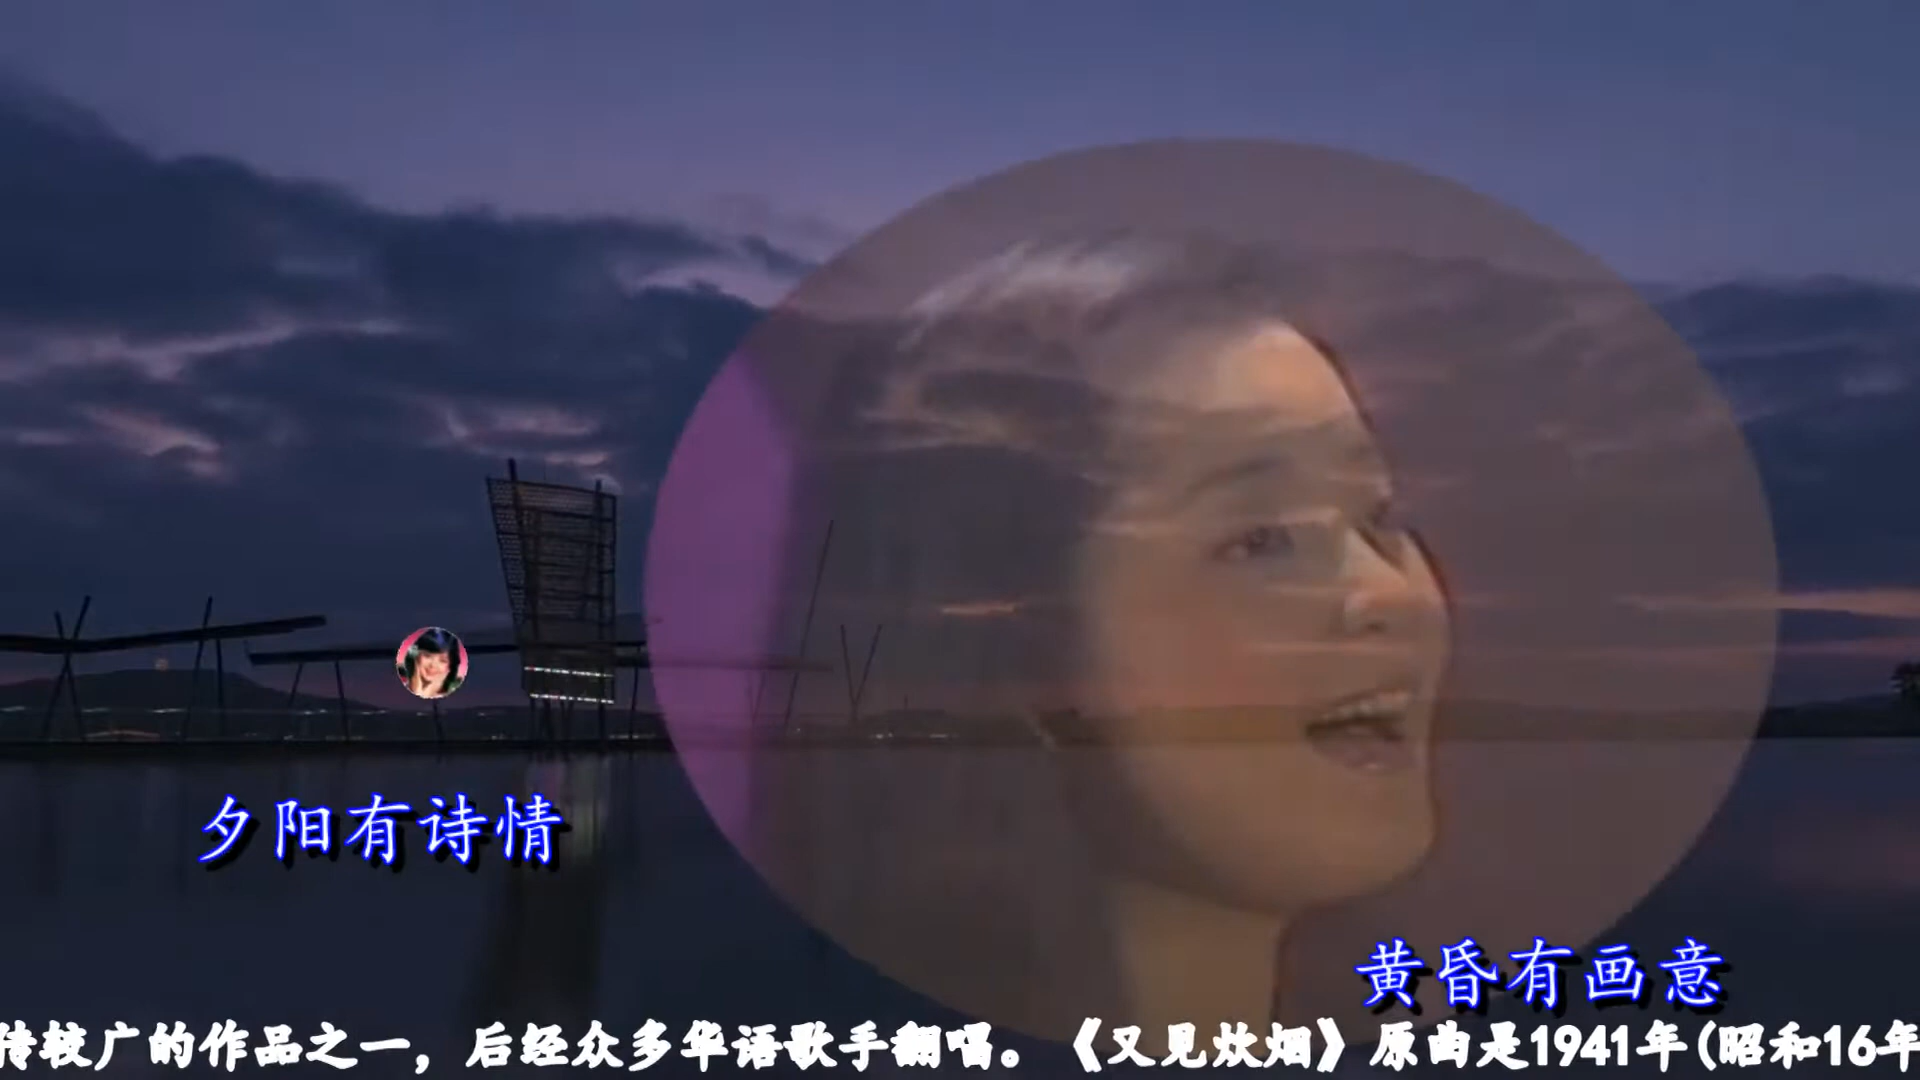 夕阳有诗情
黄昏有画意
传较广的作品之一，后经众多华语歌手翻唱。《又见炊烟》原曲是1941年(昭和16年